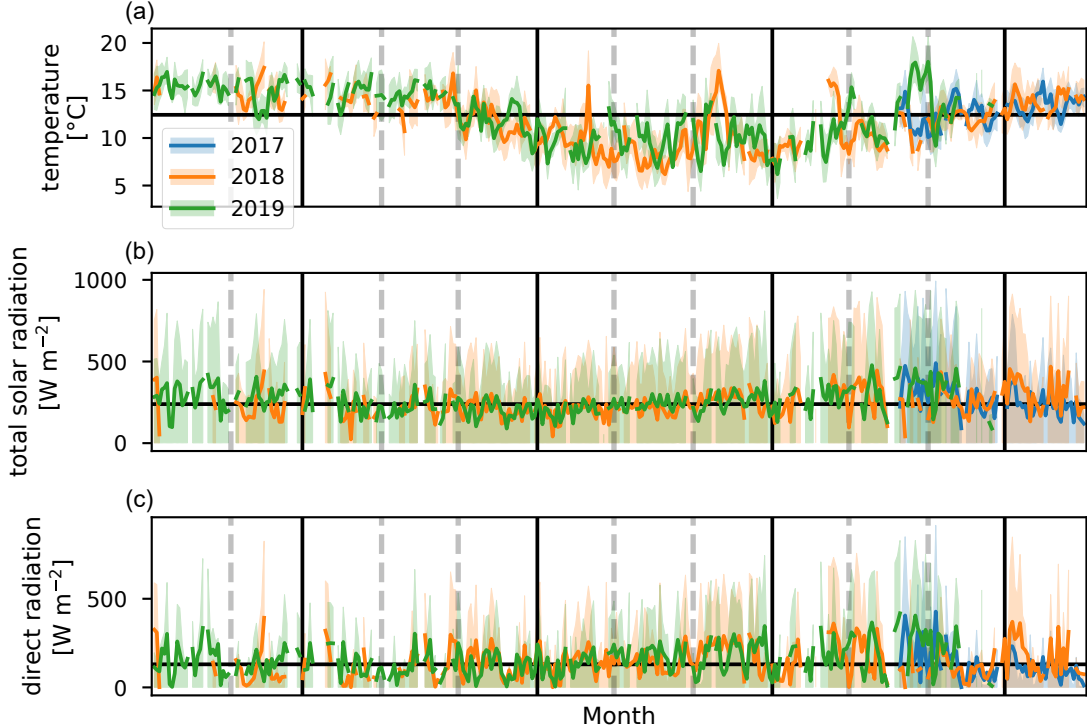 (a)
20
15
10
5
temperature
[°C]
2017
2018
2019
(b)
1000
500
0
total solar radiation
[W m⁻²]
(c)
500
0
direct radiation
[W m⁻²]
Month